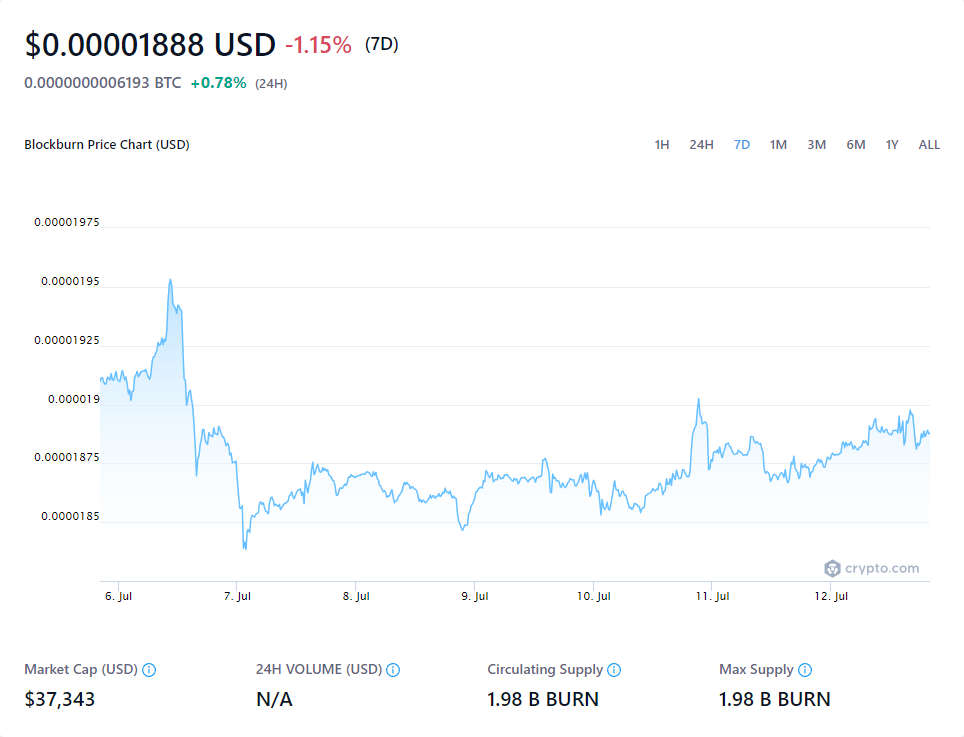 $0.00001888 USD -1.15% (7D)
0.0000000006193 BTC +0.78% (24H)
Blockburn Price Chart (USD) 1H 24H 7D 1M 3M 6M 1Y ALL
0.00001975
0.0000195
0.00001925
0.000019
0.00001875
0.0000185
crypto.com
6. Jul 7. Jul 8. Jul 9. Jul 10. Jul 11. Jul 12. Jul
Market Cap (USD) 24H VOLUME (USD) Circulating Supply Max Supply
$37,343 N/A 1.98 B BURN 1.98 B BURN